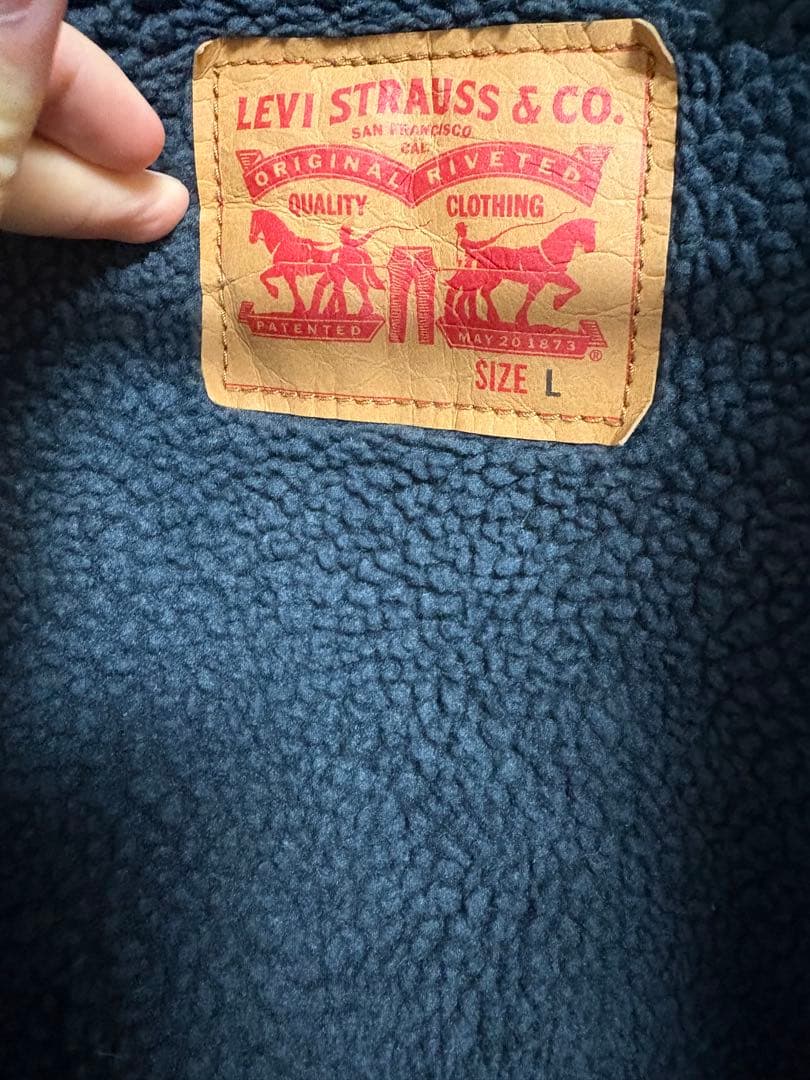 LEVI STRAUSS & CO.
SAN FRANCISCO
CAL
ORIGINAL RIVETED
QUALITY CLOTHING
PATENTED MAY 20 1873
®
SIZE L